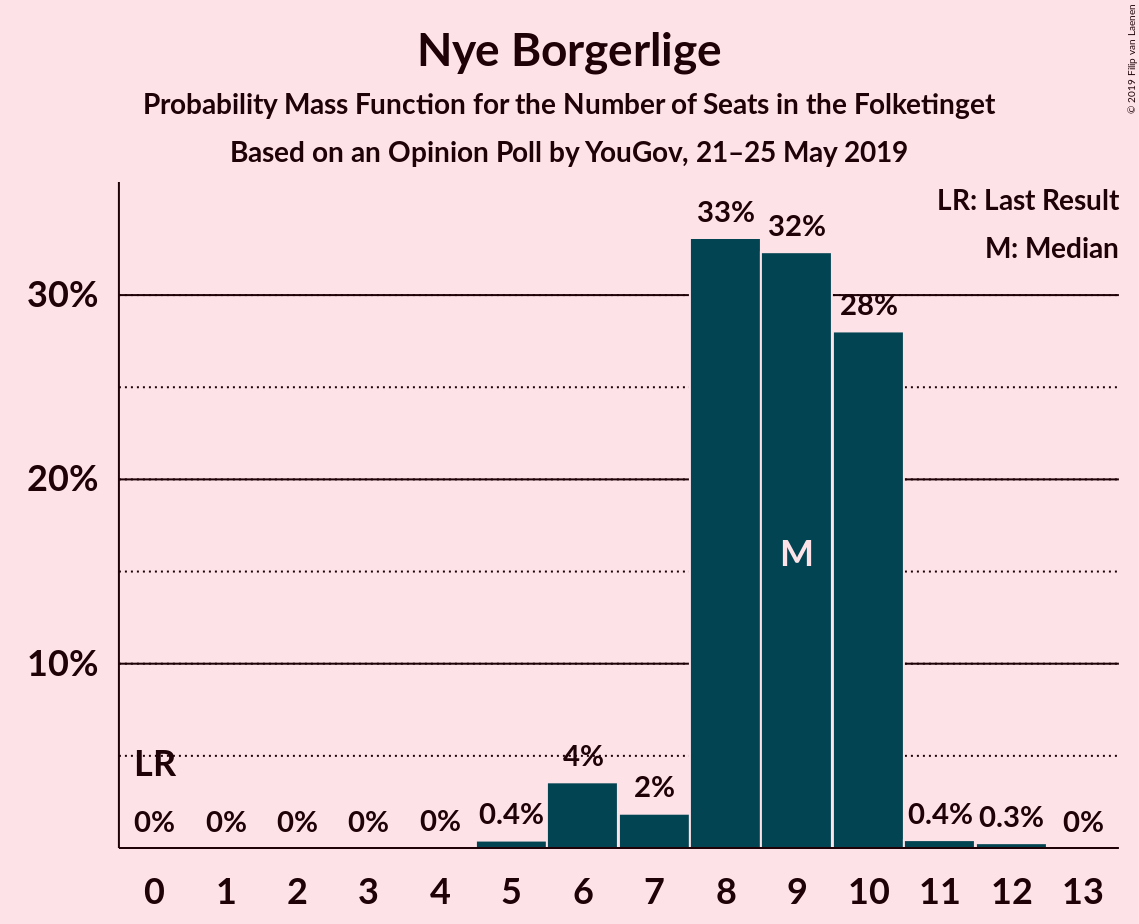 Nye Borgerlige
Probability Mass Function for the Number of Seats in the Folketinget
Based on an Opinion Poll by YouGov, 21–25 May 2019
© 2019 Filip van Laenen
LR: Last Result
M: Median
33%
32%
30%
28%
20%
M
10%
LR
4%
2%
0%
0%
0%
0%
0%
0.4%
0.4%
0.3%
0%
0 1 2 3 4 5 6 7 8 9 10 11 12 13